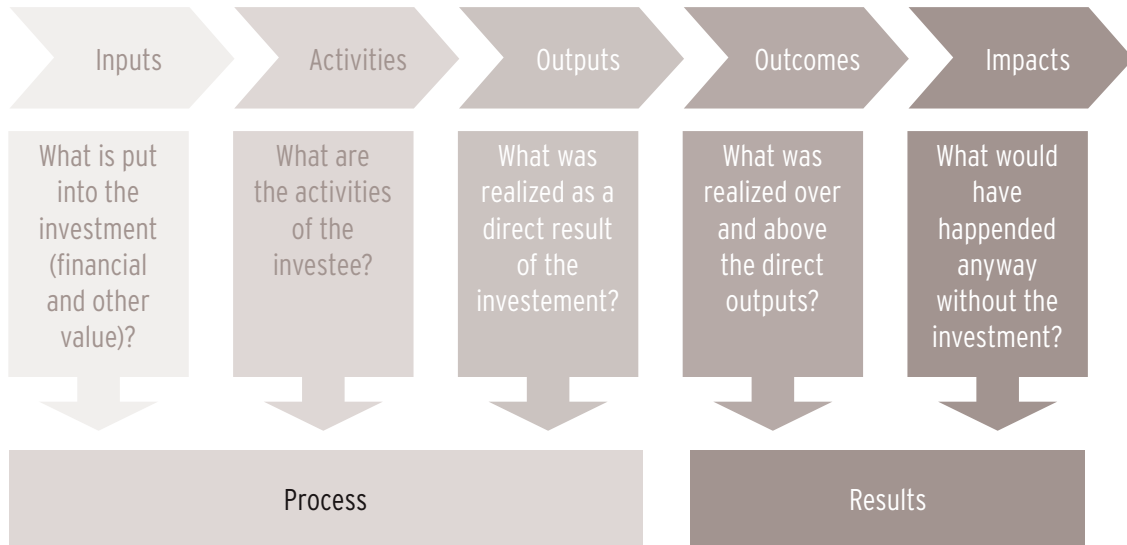 Inputs
Activities
Outputs
Outcomes
Impacts
What is put
into the
investment
(financial
and other
value)?
What are
the activities
of the
investee?
What was
realized as a
direct result
of the
investement?
What was
realized over
and above
the direct
outputs?
What would
have
happended
anyway
without the
investment?
Process
Results